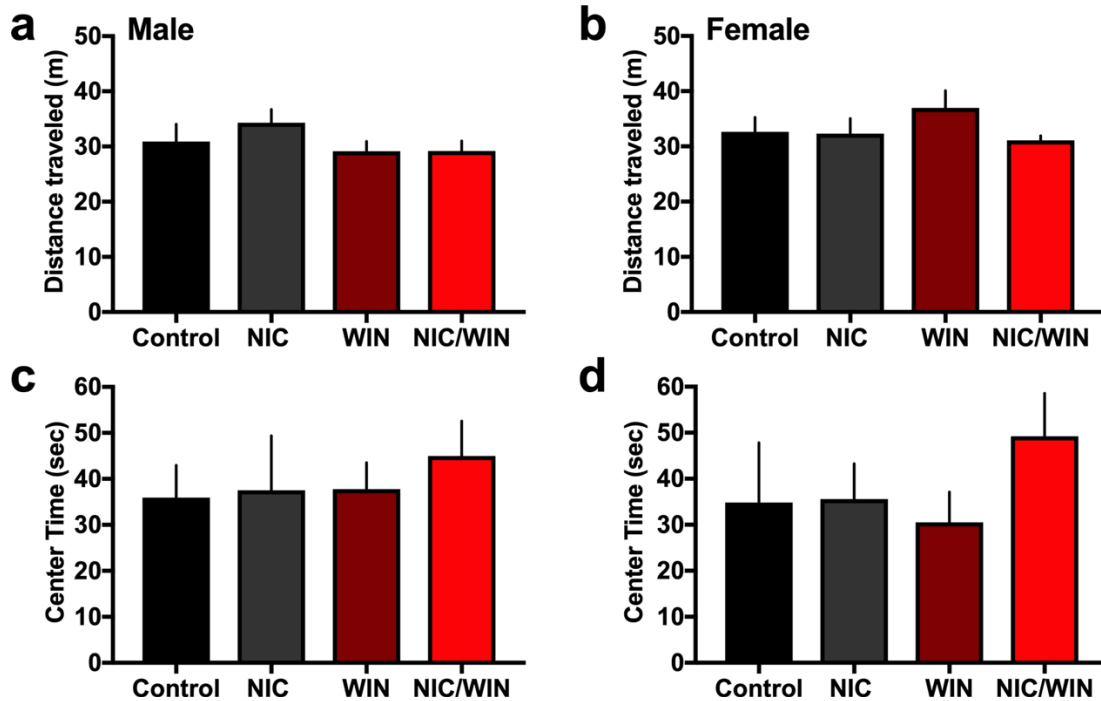 a Male
Distance traveled (m)
50
40
30
20
10
0
Control NIC WIN NIC/WIN
b Female
Distance traveled (m)
50
40
30
20
10
0
Control NIC WIN NIC/WIN
c
Center Time (sec)
60
50
40
30
20
10
0
Control NIC WIN NIC/WIN
d
Center Time (sec)
60
50
40
30
20
10
0
Control NIC WIN NIC/WIN